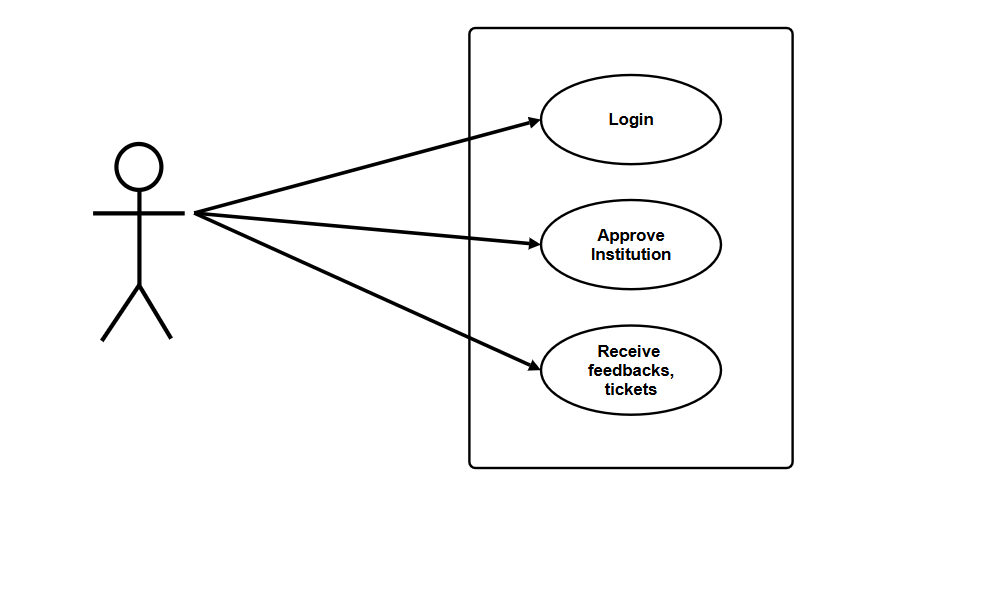 Login
Approve
Institution
Receive
feedbacks,
tickets